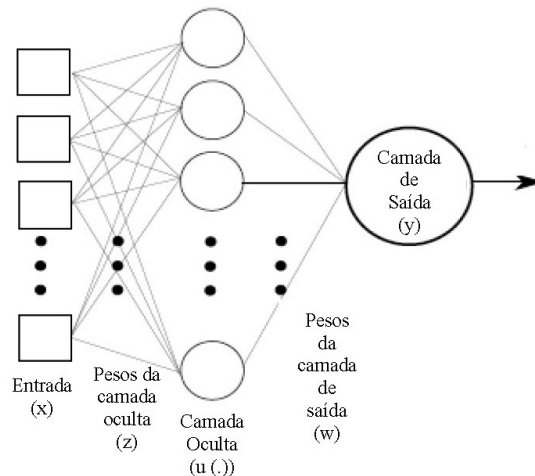 Camada
de
Saída
(y)
Entrada
(x)
Pesos da
camada
oculta
(z)
Camada
Oculta
(u (.))
Pesos
da
camada
de
saída
(w)